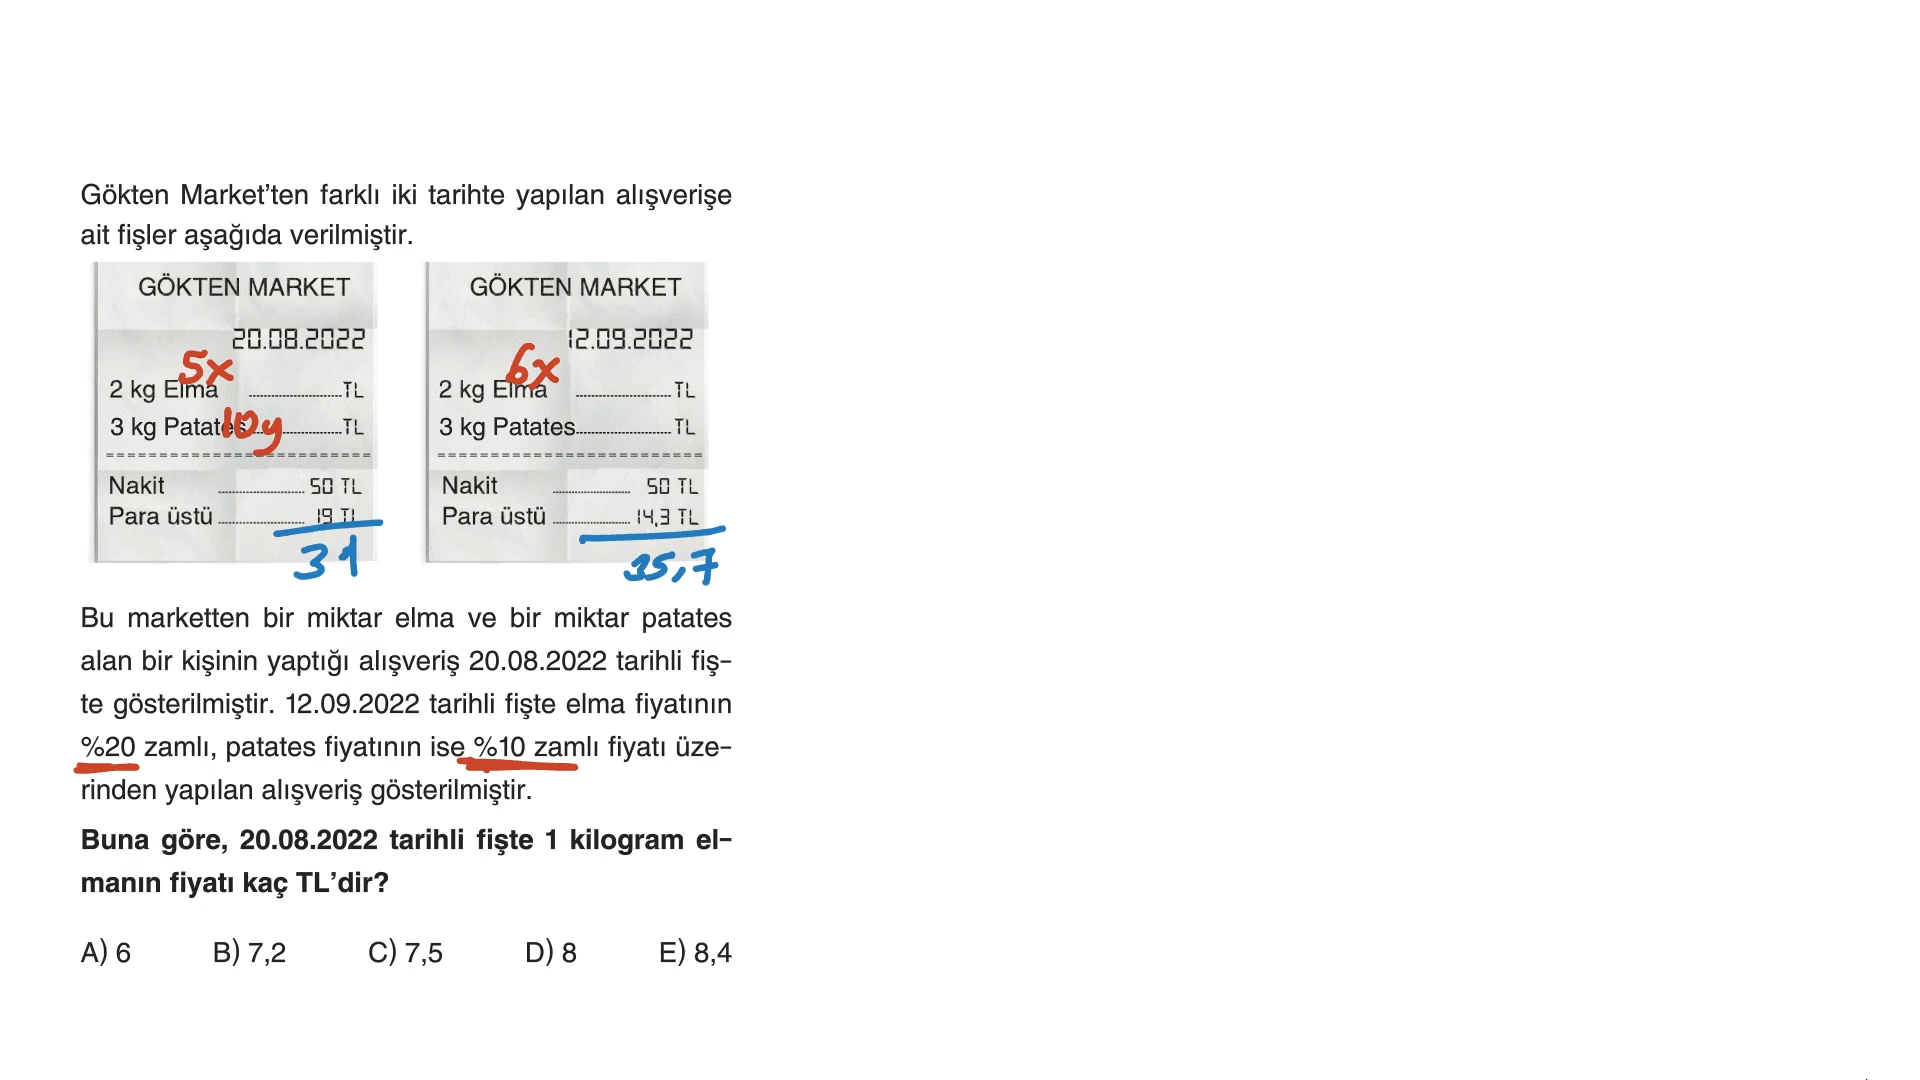 Gökten Market’ten farklı iki tarihte yapılan alışverişe
ait fişler aşağıda verilmiştir.
GÖKTEN MARKET
20.08.2022
5x
2 kg Elma ........................TL
10y
3 kg Patates........................TL
Nakit ........................ 50 TL
Para üstü ........................ 19 TL
31
GÖKTEN MARKET
12.09.2022
6x
2 kg Elma ........................ TL
3 kg Patates........................ TL
Nakit ........................ 50 TL
Para üstü ........................ 14,3 TL
35,7
Bu marketten bir miktar elma ve bir miktar patates
alan bir kişinin yaptığı alışveriş 20.08.2022 tarihli fiş-
te gösterilmiştir. 12.09.2022 tarihli fişte elma fiyatının
%20 zamlı, patates fiyatının ise %10 zamlı fiyatı üze-
rinden yapılan alışveriş gösterilmiştir.
Buna göre, 20.08.2022 tarihli fişte 1 kilogram el-
manın fiyatı kaç TL’dir?
A) 6 B) 7,2 C) 7,5 D) 8 E) 8,4